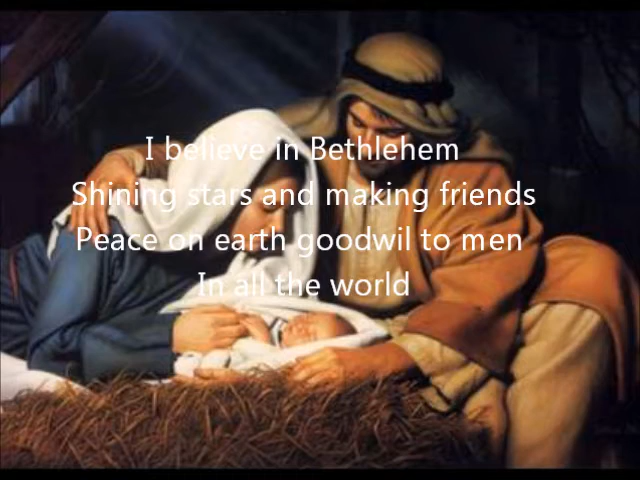 I believe in Bethlehem
Shining stars and making friends
Peace on earth goodwil to men
In all the world